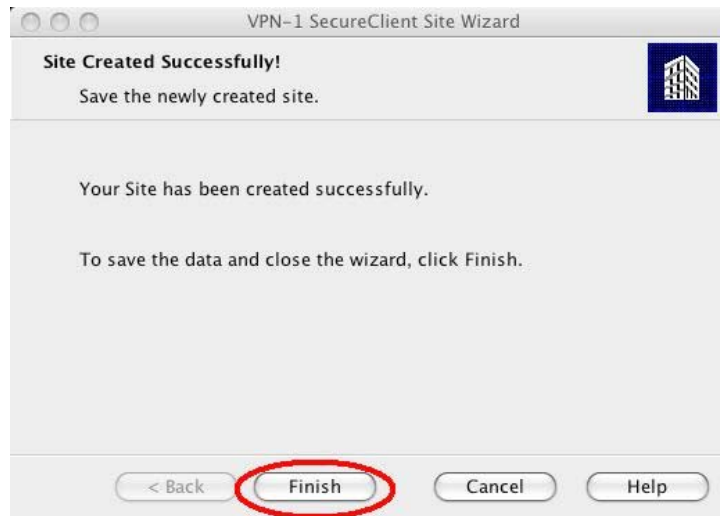 VPN-1 SecureClient Site Wizard
Site Created Successfully!
Save the newly created site.
Your Site has been created successfully.
To save the data and close the wizard, click Finish.
< Back Finish Cancel Help